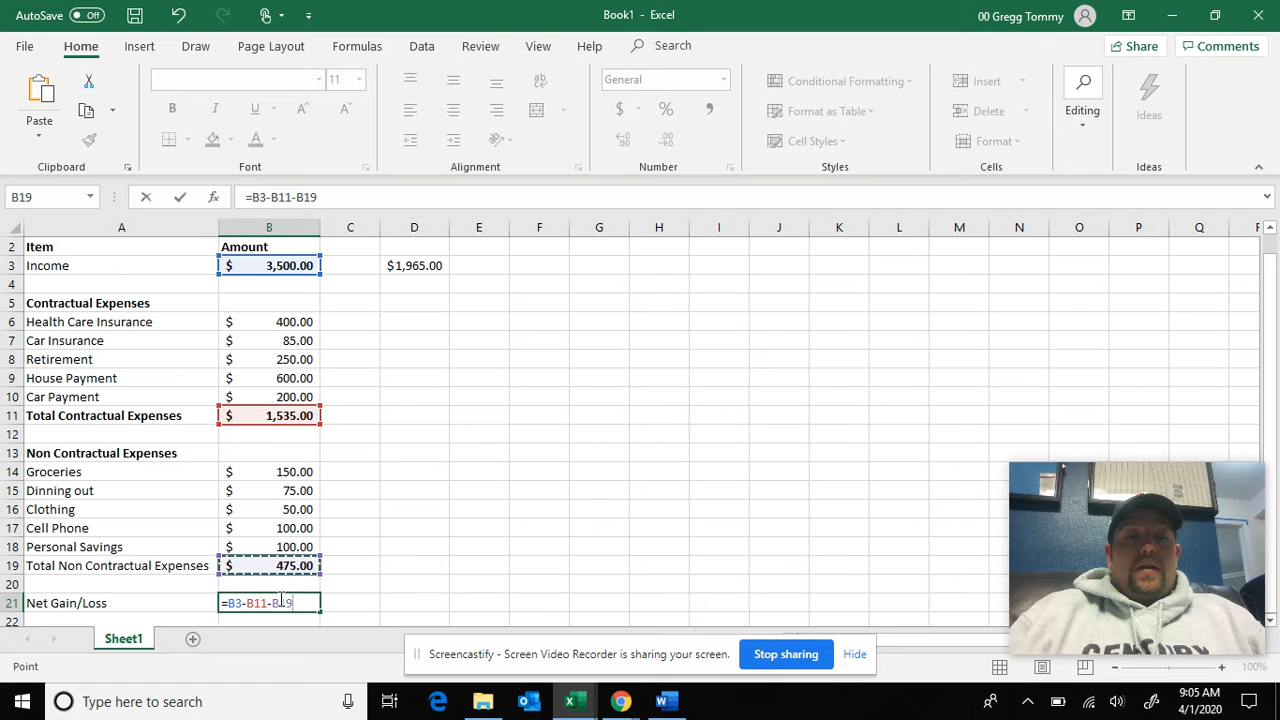 AutoSave Off
Book1 - Excel
00 Gregg Tommy
File Home Insert Draw Page Layout Formulas Data Review View Help Search
Share Comments
Paste
11
B I U A A
A
General
$ % 9
Conditional Formatting
Format as Table
Cell Styles
Insert
Delete
Format
Editing
Ideas
Clipboard Font Alignment Number Styles Cells Ideas
B19 fx =B3-B11-B19
A B C D E F G H I J K L M N O P Q
2 Item Amount
3 Income $ 3,500.00 $1,965.00
4
5 Contractual Expenses
6 Health Care Insurance $ 400.00
7 Car Insurance $ 85.00
8 Retirement $ 250.00
9 House Payment $ 600.00
10 Car Payment $ 200.00
11 Total Contractual Expenses $ 1,535.00
12
13 Non Contractual Expenses
14 Groceries $ 150.00
15 Dinning out $ 75.00
16 Clothing $ 50.00
17 Cell Phone $ 100.00
18 Personal Savings $ 100.00
19 Total Non Contractual Expenses $ 475.00
20
21 Net Gain/Loss =B3-B11-B19
22
Sheet1
Screencastify - Screen Video Recorder is sharing your screen. Stop sharing Hide
Point
100%
Type here to search
9:05 AM
4/1/2020